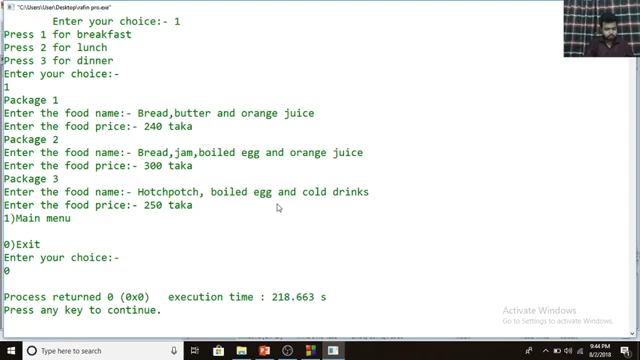 "C:\Users\User\Desktop\rafin pro.exe"
Enter your choice:- 1
Press 1 for breakfast
Press 2 for lunch
Press 3 for dinner
Enter your choice:-
1
Package 1
Enter the food name:- Bread,butter and orange juice
Enter the food price:- 240 taka
Package 2
Enter the food name:- Bread,jam,boiled egg and orange juice
Enter the food price:- 300 taka
Package 3
Enter the food name:- Hotchpotch, boiled egg and cold drinks
Enter the food price:- 250 taka
1)Main menu
0)Exit
Enter your choice:-
0
Process returned 0 (0x0)   execution time : 218.663 s
Press any key to continue.
Activate Windows
Go to Settings to activate Windows.
Type here to search
9:44 PM
8/2/2018